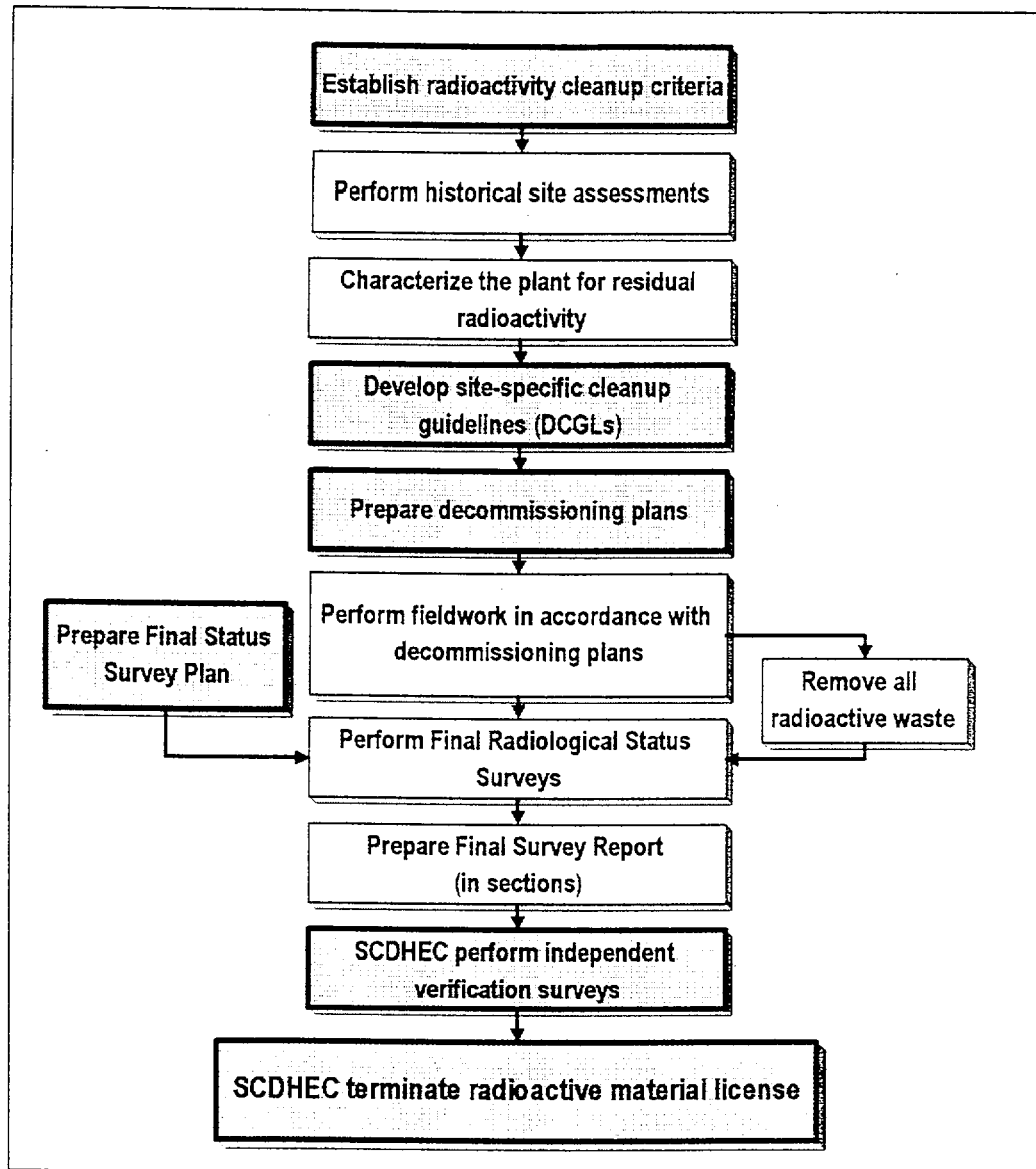 Establish radioactivity cleanup criteria
Perform historical site assessments
Characterize the plant for residual
radioactivity
Develop site-specific cleanup
guidelines (DCGLs)
Prepare decommissioning plans
Perform fieldwork in accordance with
decommissioning plans
Prepare Final Status
Survey Plan
Remove all
radioactive waste
Perform Final Radiological Status
Surveys
Prepare Final Survey Report
(in sections)
SCDHEC perform independent
verification surveys
SCDHEC terminate radioactive material license